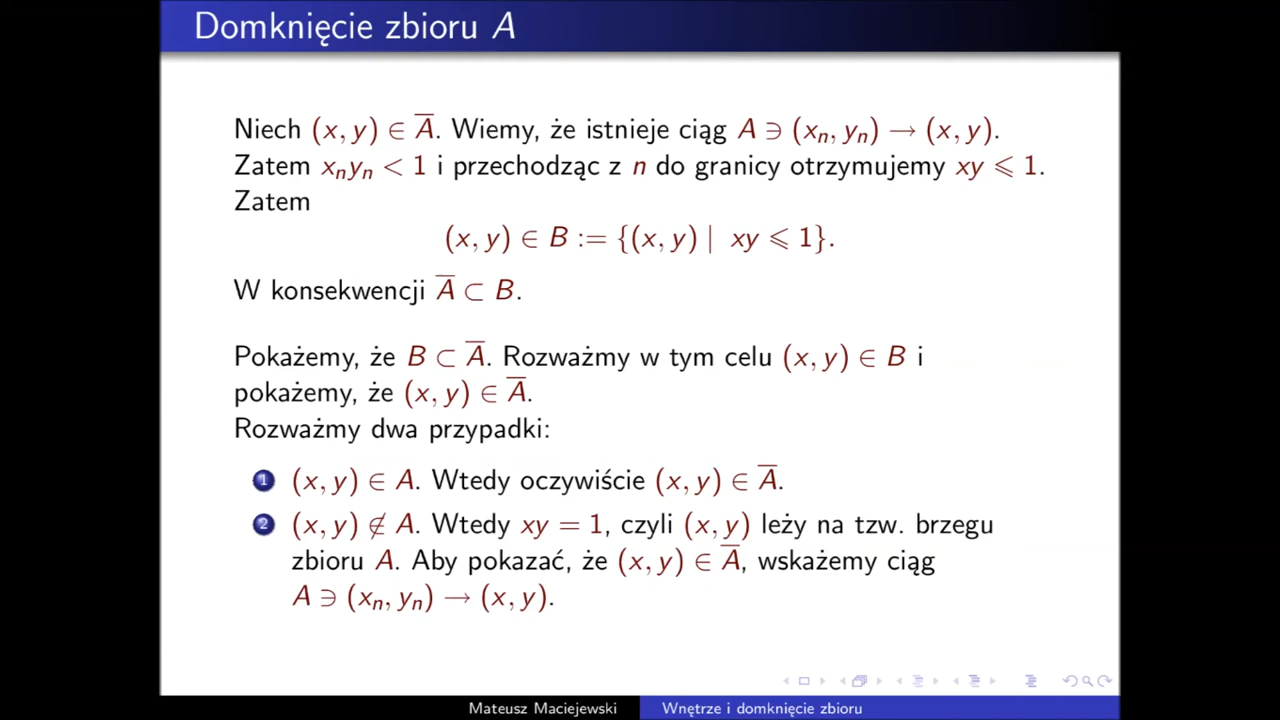 Domknięcie zbioru A
Niech (x, y) ∈ A̅. Wiemy, że istnieje ciąg A ∋ (xₙ, yₙ) → (x, y).
Zatem xₙyₙ < 1 i przechodząc z n do granicy otrzymujemy xy ⩽ 1.
Zatem
(x, y) ∈ B := {(x, y) | xy ⩽ 1}.
W konsekwencji A̅ ⊂ B.
Pokażemy, że B ⊂ A̅. Rozważmy w tym celu (x, y) ∈ B i
pokażemy, że (x, y) ∈ A̅.
Rozważmy dwa przypadki:
1 (x, y) ∈ A. Wtedy oczywiście (x, y) ∈ A̅.
2 (x, y) ∉ A. Wtedy xy = 1, czyli (x, y) leży na tzw. brzegu
zbioru A. Aby pokazać, że (x, y) ∈ A̅, wskażemy ciąg
A ∋ (xₙ, yₙ) → (x, y).
Mateusz Maciejewski Wnętrze i domknięcie zbioru